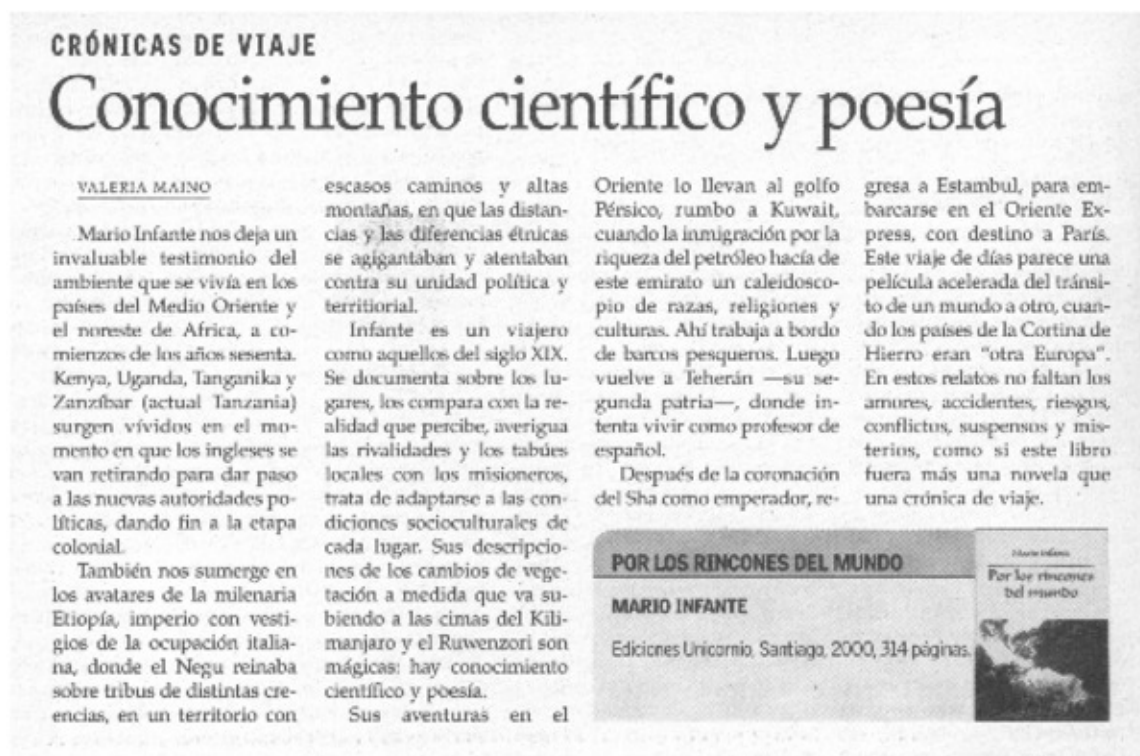 CRÓNICAS DE VIAJE
Conocimiento científico y poesía
VALERIA MAINO
Mario Infante nos deja un
invaluable testimonio del
ambiente que se vivía en los
países del Medio Oriente y
el noreste de Africa, a co-
mienzos de los años sesenta.
Kenya, Uganda, Tanganika y
Zanzíbar (actual Tanzania)
surgen vívidos en el mo-
mento en que los ingleses se
van retirando para dar paso
a las nuevas autoridades po-
líticas, dando fin a la etapa
colonial.
También nos sumerge en
los avatares de la milenaria
Etiopía, imperio con vesti-
gios de la ocupación italia-
na, donde el Negu reinaba
sobre tribus de distintas cre-
encias, en un territorio con
escasos caminos y altas
montañas, en que las distan-
cias y las diferencias étnicas
se agigantaban y atentaban
contra su unidad política y
territiorial.
Infante es un viajero
como aquellos del siglo XIX.
Se documenta sobre los lu-
gares, los compara con la re-
alidad que percibe, averigua
las rivalidades y los tabúes
locales con los misioneros,
trata de adaptarse a las con-
diciones socioculturales de
cada lugar. Sus descripcio-
nes de los cambios de vege-
tación a medida que va su-
biendo a las cimas del Kili-
manjaro y el Ruwenzori son
mágicas: hay conocimiento
científico y poesía.
Sus aventuras en el
Oriente lo llevan al golfo
Pérsico, rumbo a Kuwait,
cuando la inmigración por la
riqueza del petróleo hacía de
este emirato un caleidosco-
pio de razas, religiones y
culturas. Ahí trabaja a bordo
de barcos pesqueros. Luego
vuelve a Teherán —su se-
gunda patria—, donde in-
tenta vivir como profesor de
español.
Después de la coronación
del Sha como emperador, re-
gresa a Estambul, para em-
barcarse en el Oriente Ex-
press, con destino a París.
Este viaje de días parece una
película acelerada del tránsi-
to de un mundo a otro, cuan-
do los países de la Cortina de
Hierro eran "otra Europa".
En estos relatos no faltan los
amores, accidentes, riesgos,
conflictos, suspensos y mis-
terios, como si este libro
fuera más una novela que
una crónica de viaje.
POR LOS RINCONES DEL MUNDO
MARIO INFANTE
Ediciones Unicornio, Santiago, 2000, 314 páginas.
Mario Infante
Por los rincones
del mundo